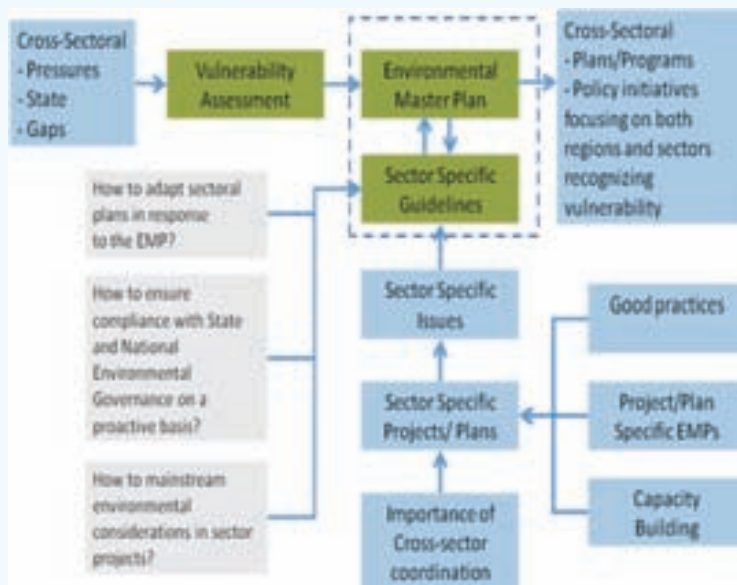 Cross-Sectoral
- Pressures
- State
- Gaps
Vulnerability
Assessment
Environmental
Master Plan
Cross-Sectoral
- Plans/Programs
- Policy initiatives
focusing on both
regions and sectors
recognizing
vulnerability
How to adapt sectoral
plans in response
to the EMP?
Sector Specific
Guidelines
How to ensure
compliance with State
and National
Environmental
Governance on a
proactive basis?
Sector Specific
Issues
Good practices
Sector Specific
Projects/ Plans
Project/Plan
Specific EMPs
How to mainstream
environmental
considerations in sector
projects?
Importance of
Cross-sector
coordination
Capacity
Building